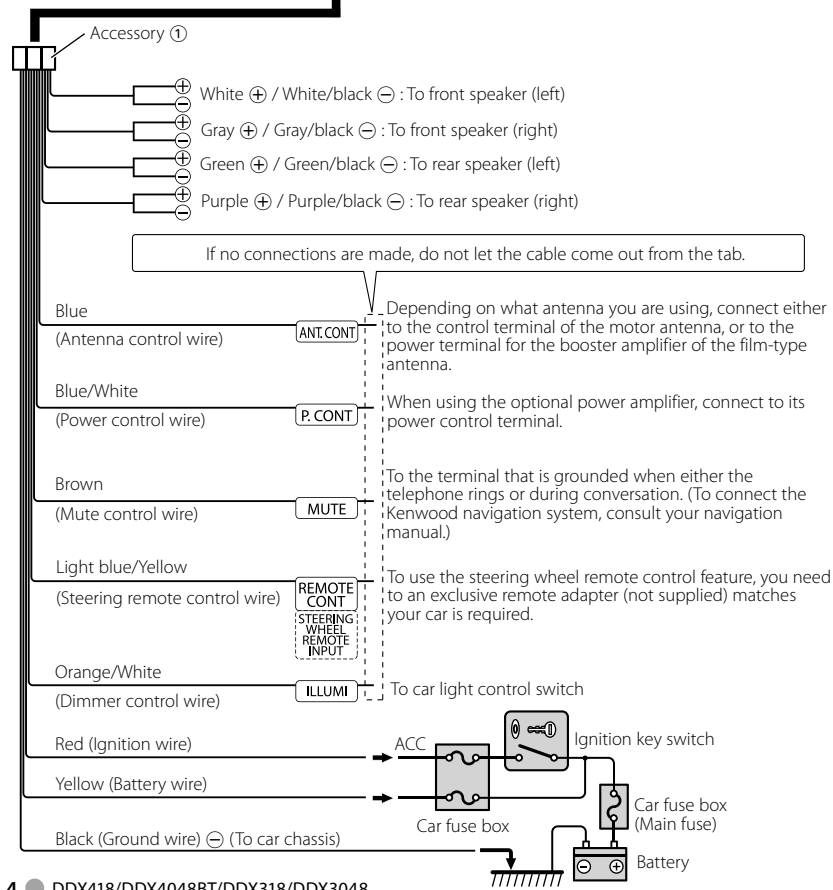 Accessory ①
White ⊕ / White/black ⊖ : To front speaker (left)
Gray ⊕ / Gray/black ⊖ : To front speaker (right)
Green ⊕ / Green/black ⊖ : To rear speaker (left)
Purple ⊕ / Purple/black ⊖ : To rear speaker (right)
If no connections are made, do not let the cable come out from the tab.
Blue
(Antenna control wire)
ANT. CONT
Depending on what antenna you are using, connect either
to the control terminal of the motor antenna, or to the
power terminal for the booster amplifier of the film-type
antenna.
Blue/White
(Power control wire)
P. CONT
When using the optional power amplifier, connect to its
power control terminal.
Brown
(Mute control wire)
MUTE
To the terminal that is grounded when either the
telephone rings or during conversation. (To connect the
Kenwood navigation system, consult your navigation
manual.)
Light blue/Yellow
(Steering remote control wire)
REMOTE
CONT
STEERING
WHEEL
REMOTE
INPUT
To use the steering wheel remote control feature, you need
to an exclusive remote adapter (not supplied) matches
your car is required.
Orange/White
(Dimmer control wire)
ILLUMI
To car light control switch
Red (Ignition wire)
ACC
Ignition key switch
Yellow (Battery wire)
Car fuse box
Car fuse box
(Main fuse)
Black (Ground wire) ⊖ (To car chassis)
⊖ ⊕
Battery
4 ● DDX418/DDX4048BT/DDX318/DDX3048